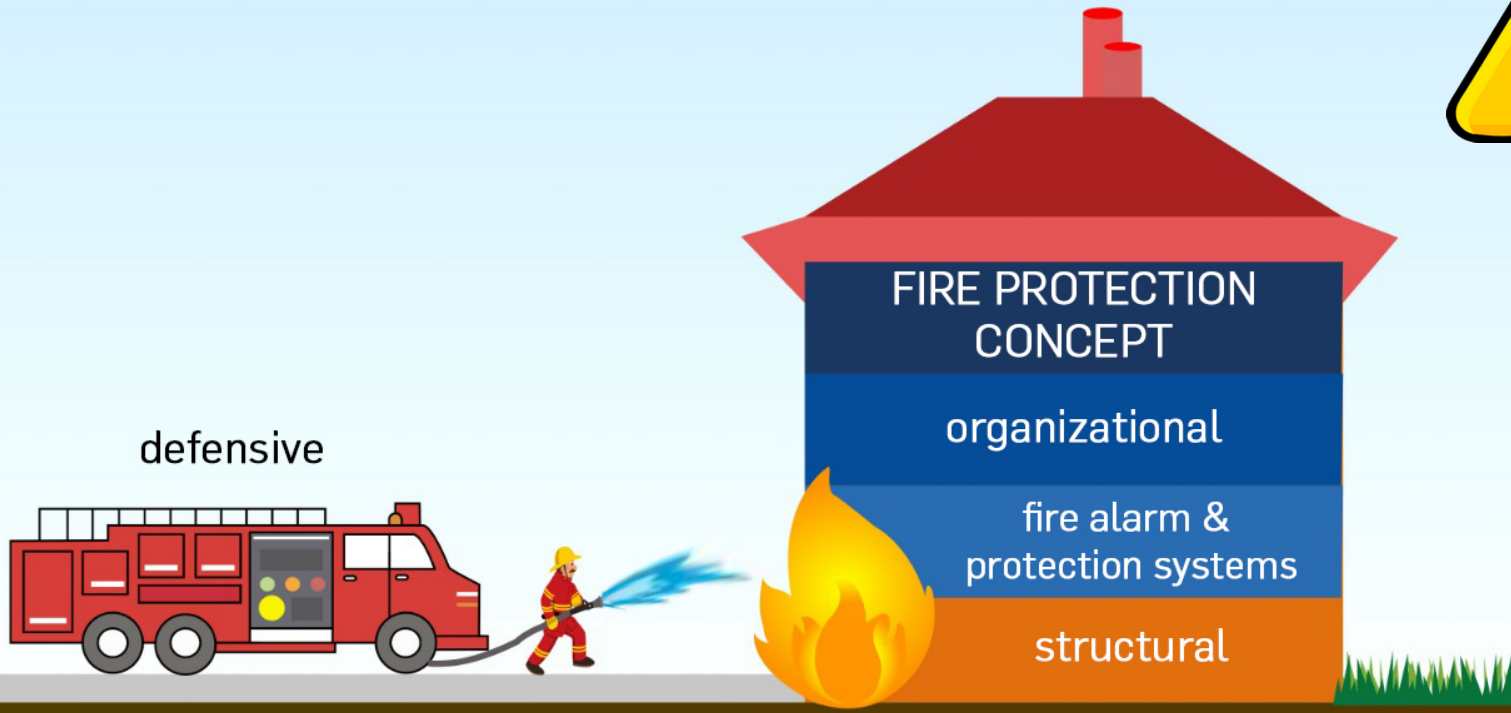 FIRE PROTECTION
CONCEPT
organizational
defensive
fire alarm &
protection systems
structural